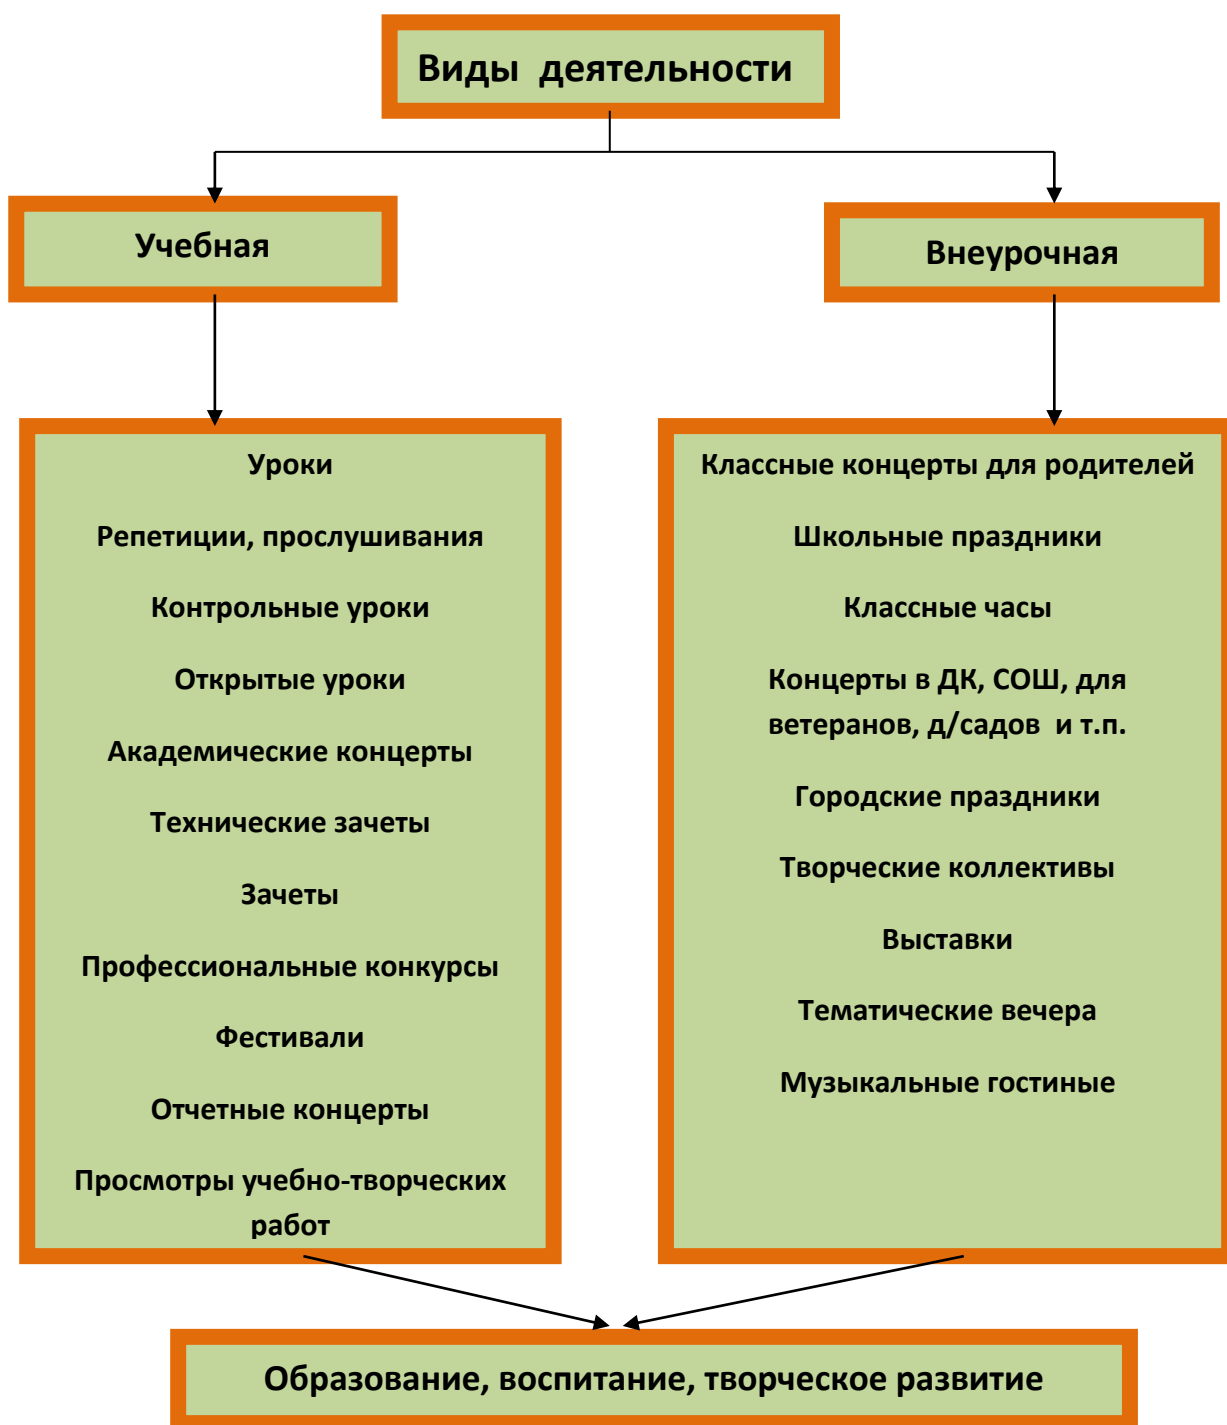 Виды деятельности
Учебная
Внеурочная
Уроки
Репетиции, прослушивания
Контрольные уроки
Открытые уроки
Академические концерты
Технические зачеты
Зачеты
Профессиональные конкурсы
Фестивали
Отчетные концерты
Просмотры учебно-творческих
работ
Классные концерты для родителей
Школьные праздники
Классные часы
Концерты в ДК, СОШ, для
ветеранов, д/садов и т.п.
Городские праздники
Творческие коллективы
Выставки
Тематические вечера
Музыкальные гостиные
Образование, воспитание, творческое развитие